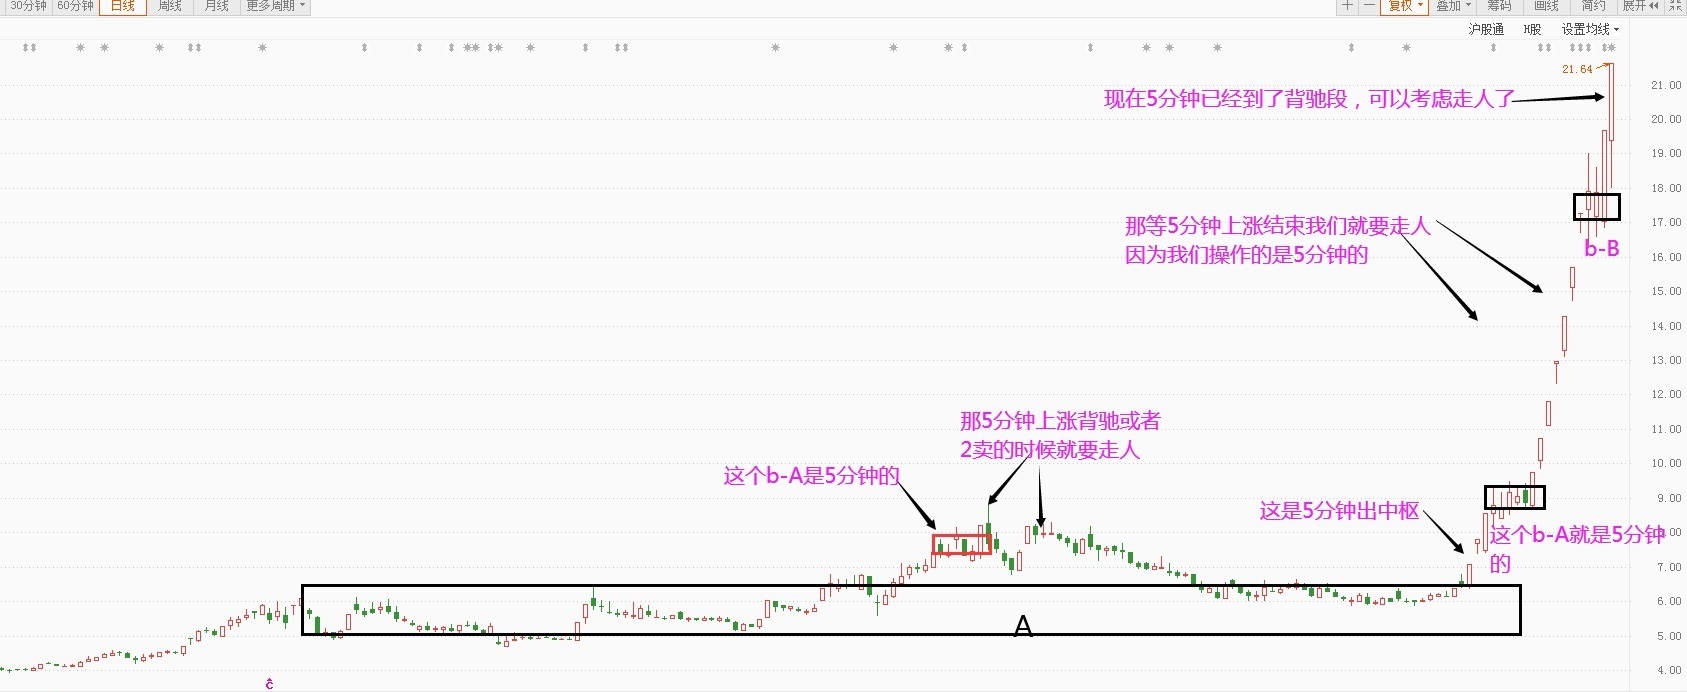 30分钟 60分钟 日线 周线 月线 更多周期
复权 叠加 筹码 画线 简约 展开
沪股通 H股 设置均线
21.64
现在5分钟已经到了背驰段，可以考虑走人了
21.00
20.00
19.00
18.00
17.00
那等5分钟上涨结束我们就要走人
因为我们操作的是5分钟的
b-B
16.00
15.00
14.00
13.00
12.00
11.00
那5分钟上涨背驰或者
2卖的时候就要走人
10.00
这个b-A是5分钟的
9.00
这是5分钟出中枢
这个b-A就是5分钟
的
8.00
7.00
6.00
A
5.00
4.00
C